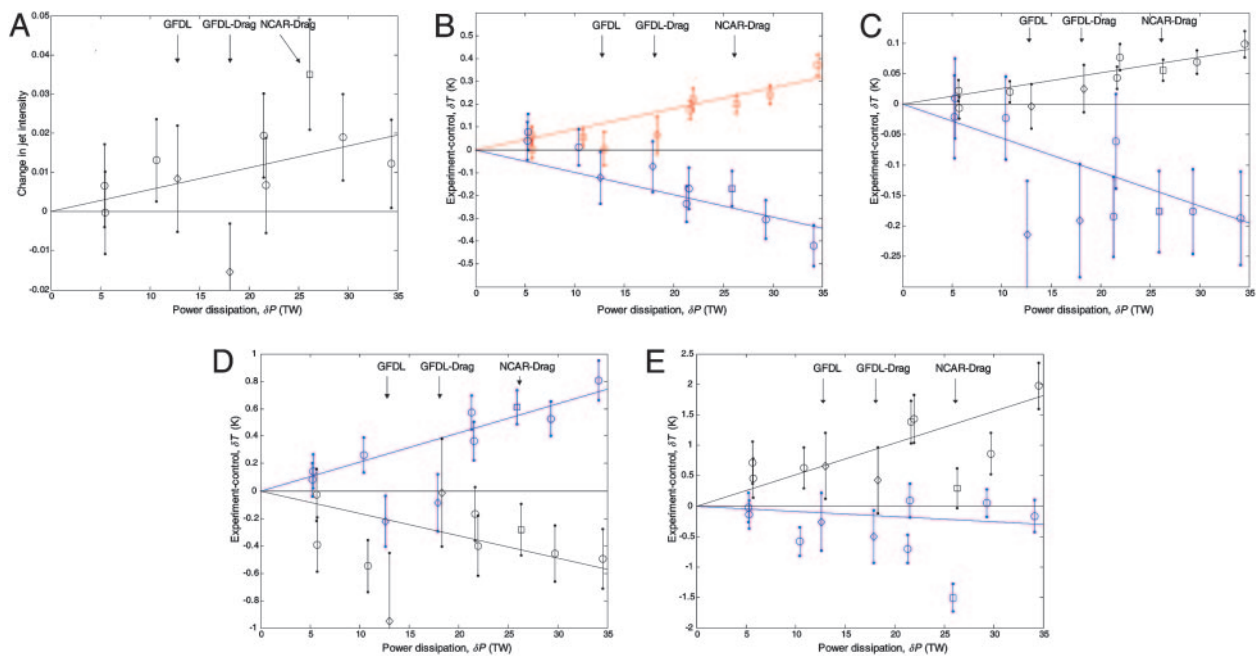 A
GFDL GFDL-Drag NCAR-Drag
0.05
0.04
0.03
0.02
0.01
0
-0.01
-0.02
Change in jet intensity
0 5 10 15 20 25 30 35
Power dissipation, δP (TW)
B
GFDL GFDL-Drag NCAR-Drag
0.5
0.4
0.3
0.2
0.1
0
-0.1
-0.2
-0.3
-0.4
-0.5
Experiment-control, δT (K)
0 5 10 15 20 25 30 35
Power dissipation, δP (TW)
C
GFDL GFDL-Drag NCAR-Drag
0.1
0.05
0
-0.05
-0.1
-0.15
-0.2
-0.25
Experiment-control, δT (K)
0 5 10 15 20 25 30 35
Power dissipation, δP (TW)
D
GFDL GFDL-Drag NCAR-Drag
1
0.8
0.6
0.4
0.2
0
-0.2
-0.4
-0.6
-0.8
-1
Experiment-control, δT (K)
0 5 10 15 20 25 30 35
Power dissipation, δP (TW)
E
GFDL GFDL-Drag NCAR-Drag
2.5
2
1.5
1
0.5
0
-0.5
-1
-1.5
-2
Experiment-control, δT (K)
0 5 10 15 20 25 30 35
Power dissipation, δP (TW)